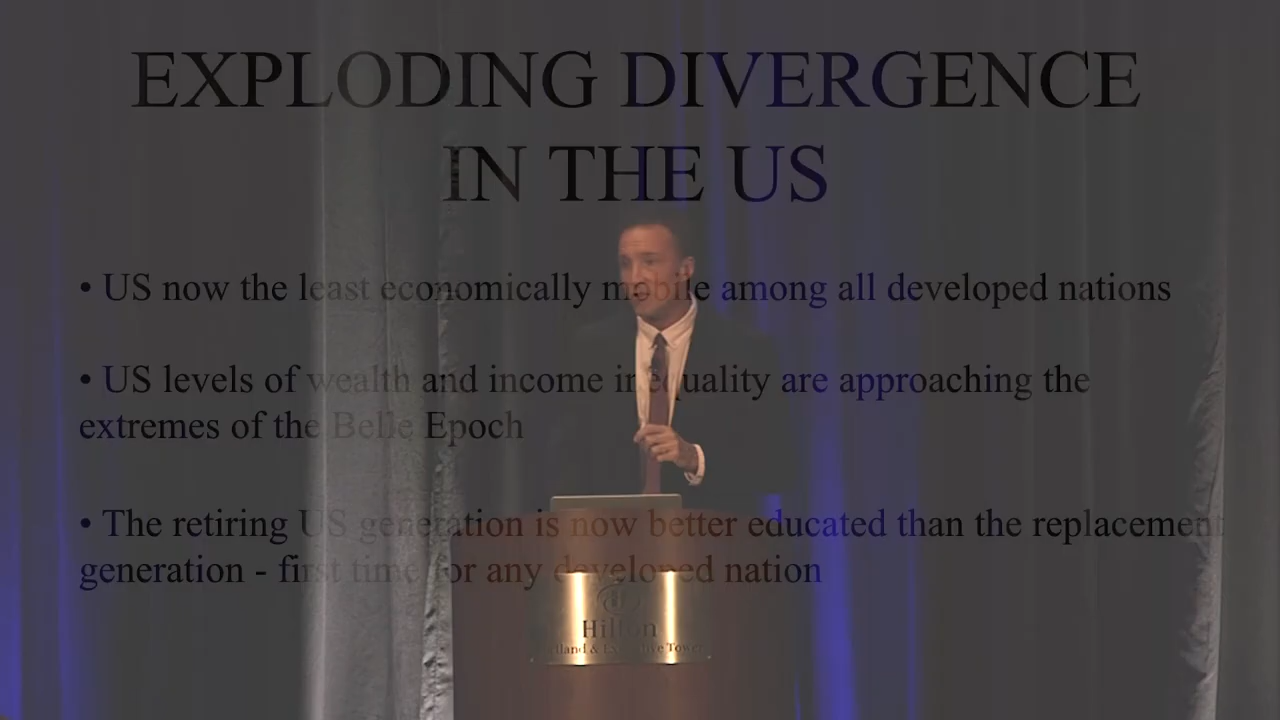 EXPLODING DIVERGENCE
IN THE US
• US now the least economically mobile among all developed nations
• US levels of wealth and income inequality are approaching the
extremes of the Belle Epoch
• The retiring US generation is now better educated than the replacement
generation - first time for any developed nation
Hilton
& Executive Tower